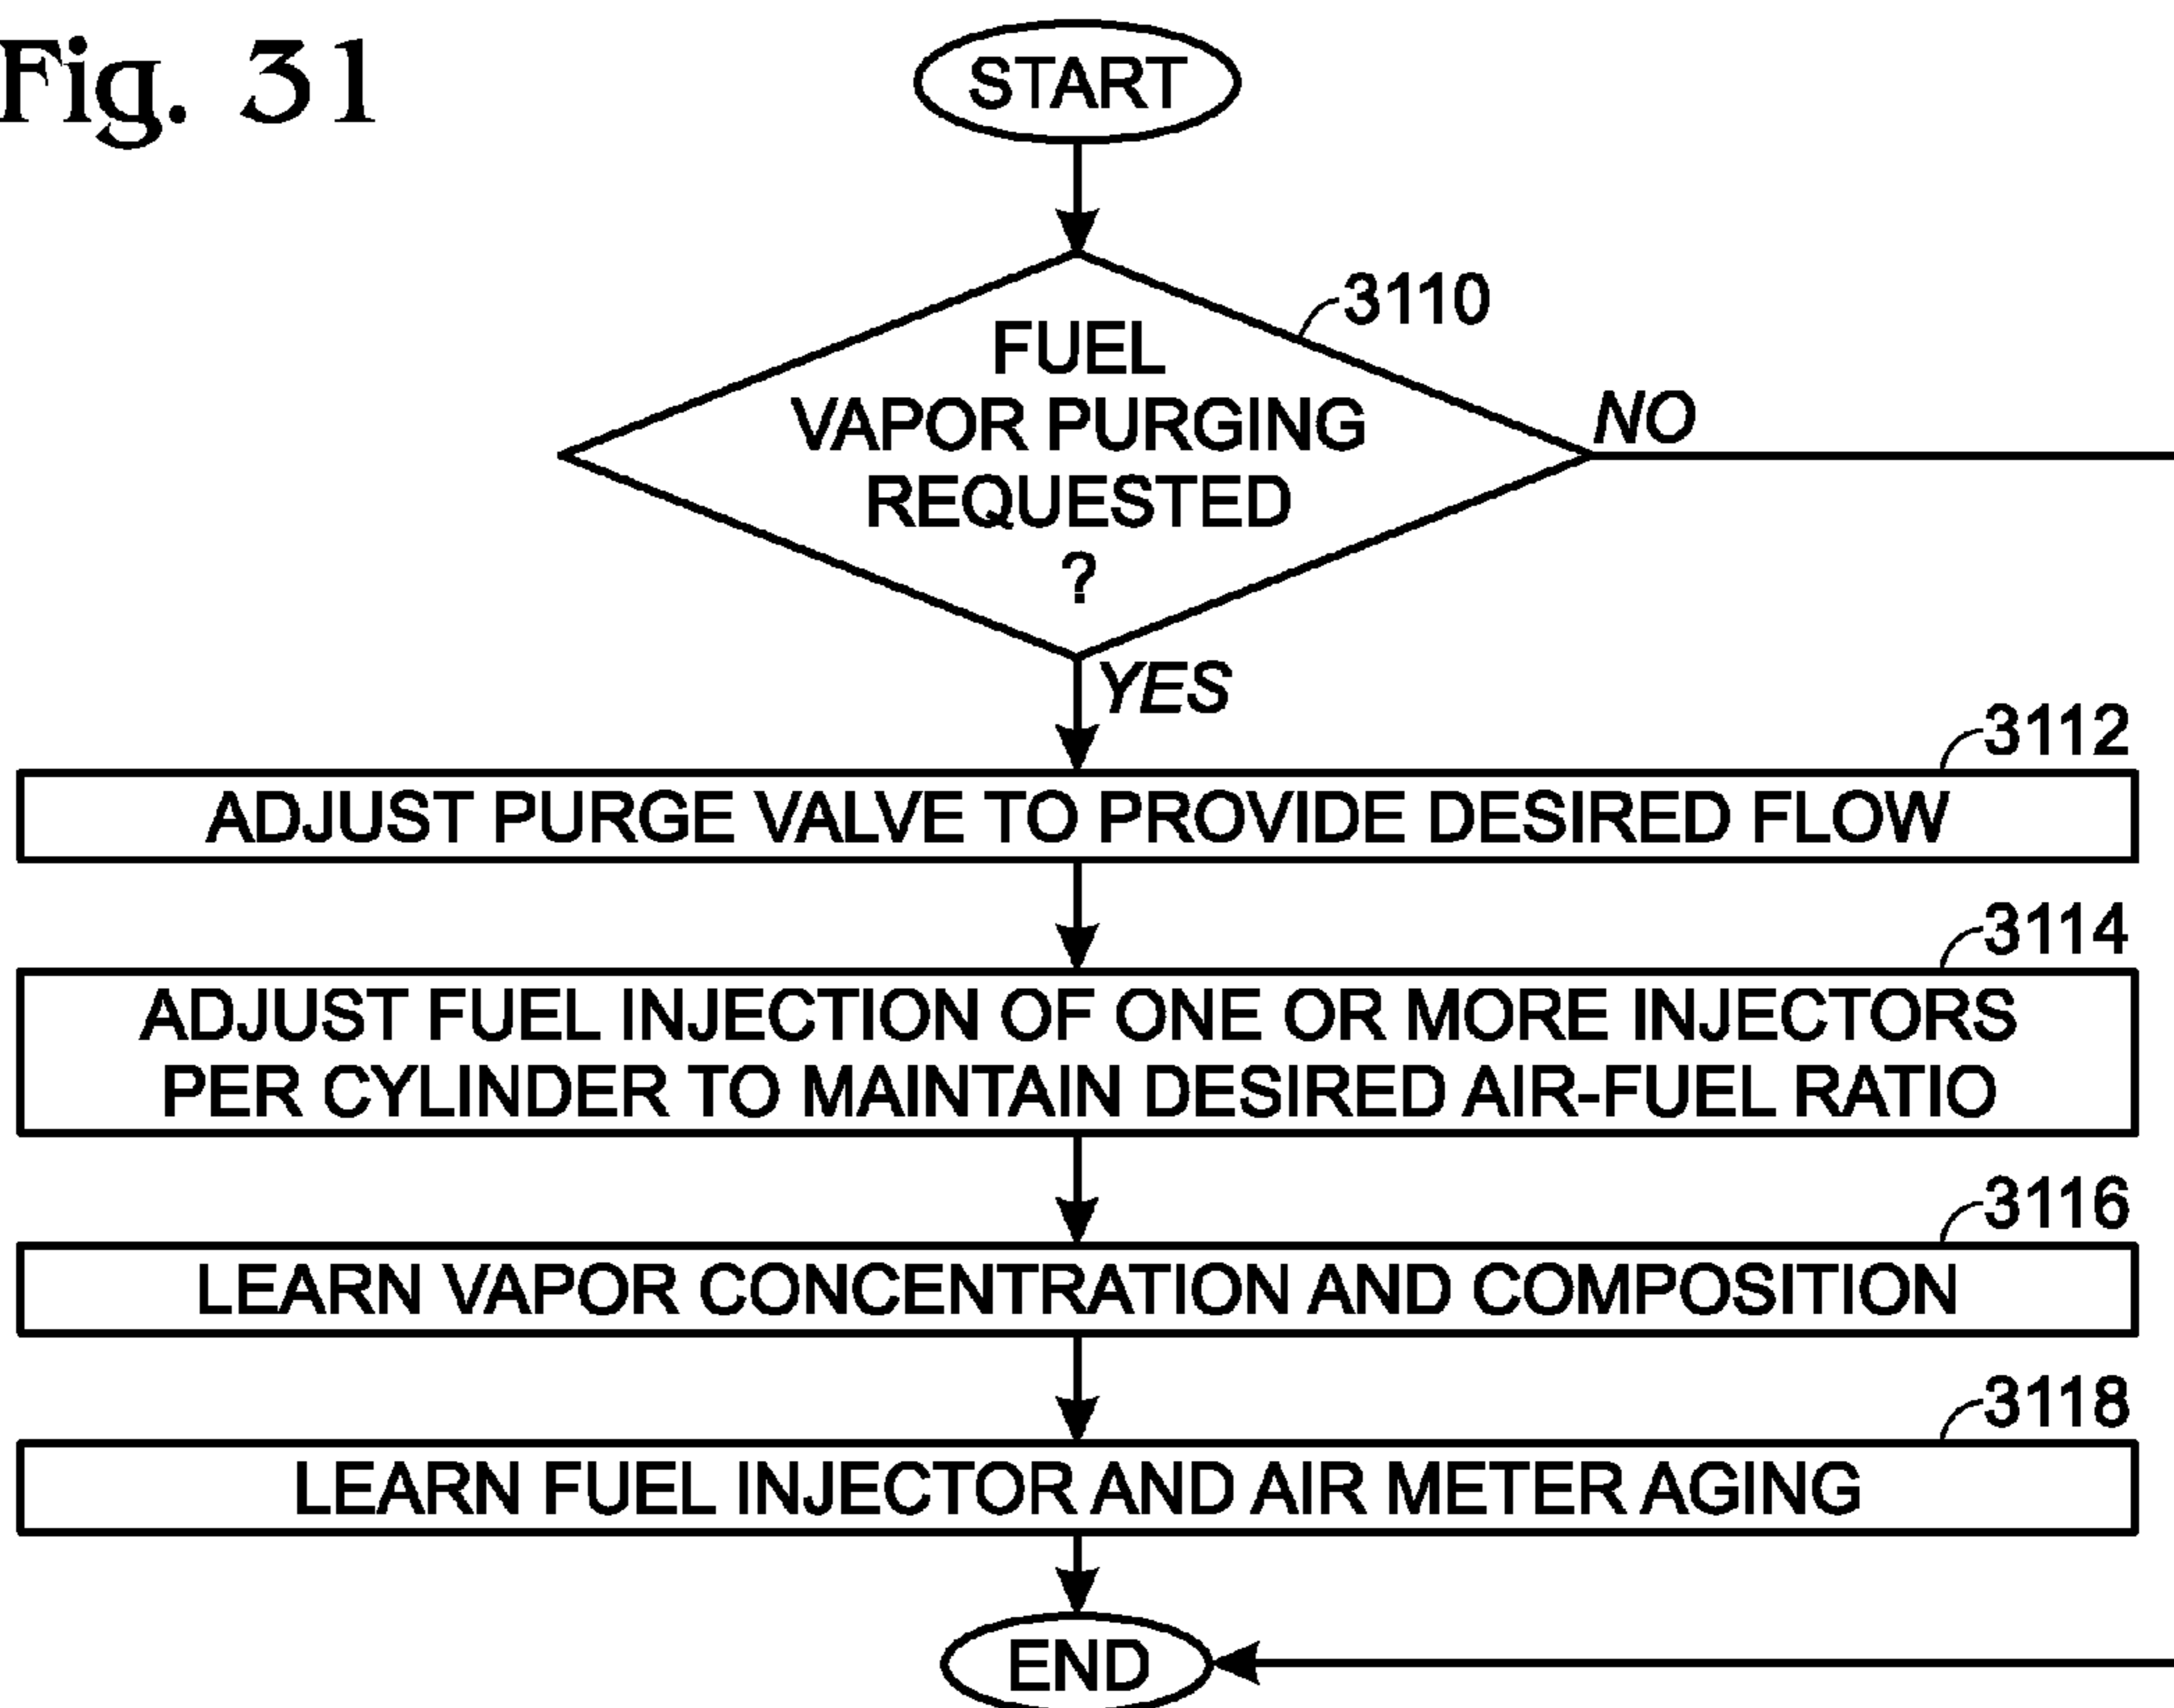 Fig. 31
START
3110
FUEL
VAPOR PURGING
REQUESTED
?
NO
YES
3112
ADJUST PURGE VALVE TO PROVIDE DESIRED FLOW
3114
ADJUST FUEL INJECTION OF ONE OR MORE INJECTORS
PER CYLINDER TO MAINTAIN DESIRED AIR-FUEL RATIO
3116
LEARN VAPOR CONCENTRATION AND COMPOSITION
3118
LEARN FUEL INJECTOR AND AIR METER AGING
END